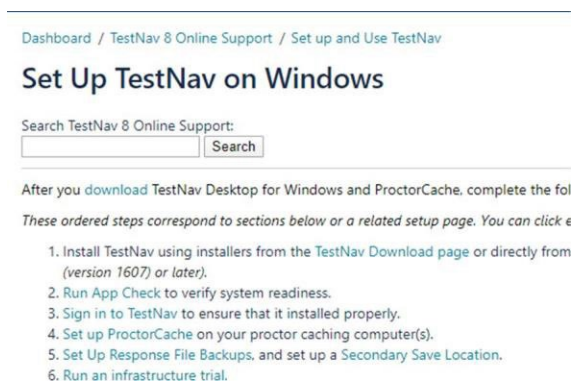 Dashboard / TestNav 8 Online Support / Set up and Use TestNav
Set Up TestNav on Windows
Search TestNav 8 Online Support:
Search
After you download TestNav Desktop for Windows and ProctorCache, complete the fol
These ordered steps correspond to sections below or a related setup page. You can click e
1. Install TestNav using installers from the TestNav Download page or directly from
(version 1607) or later).
2. Run App Check to verify system readiness.
3. Sign in to TestNav to ensure that it installed properly.
4. Set up ProctorCache on your proctor caching computer(s).
5. Set Up Response File Backups, and set up a Secondary Save Location.
6. Run an infrastructure trial.